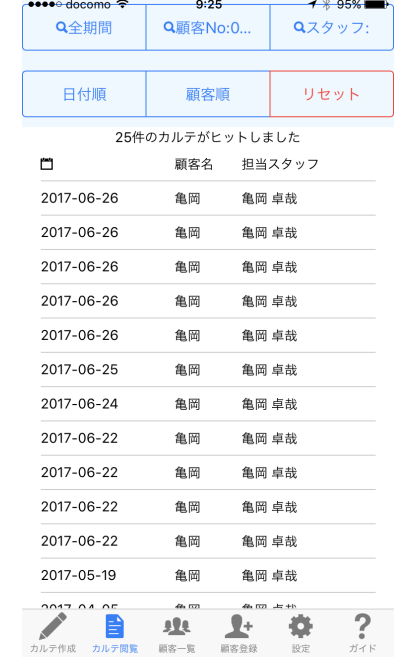 docomo 9:25 95%
全期間 顧客No:0... スタッフ:
日付順 顧客順 リセット
25件のカルテがヒットしました
顧客名 担当スタッフ
2017-06-26 亀岡 亀岡 卓哉
2017-06-26 亀岡 亀岡 卓哉
2017-06-26 亀岡 亀岡 卓哉
2017-06-26 亀岡 亀岡 卓哉
2017-06-26 亀岡 亀岡 卓哉
2017-06-25 亀岡 亀岡 卓哉
2017-06-24 亀岡 亀岡 卓哉
2017-06-22 亀岡 亀岡 卓哉
2017-06-22 亀岡 亀岡 卓哉
2017-06-22 亀岡 亀岡 卓哉
2017-06-22 亀岡 亀岡 卓哉
2017-05-19 亀岡 亀岡 卓哉
2017-04-05 亀岡 亀岡 卓哉
カルテ作成 カルテ閲覧 顧客一覧 顧客登録 設定 ガイド